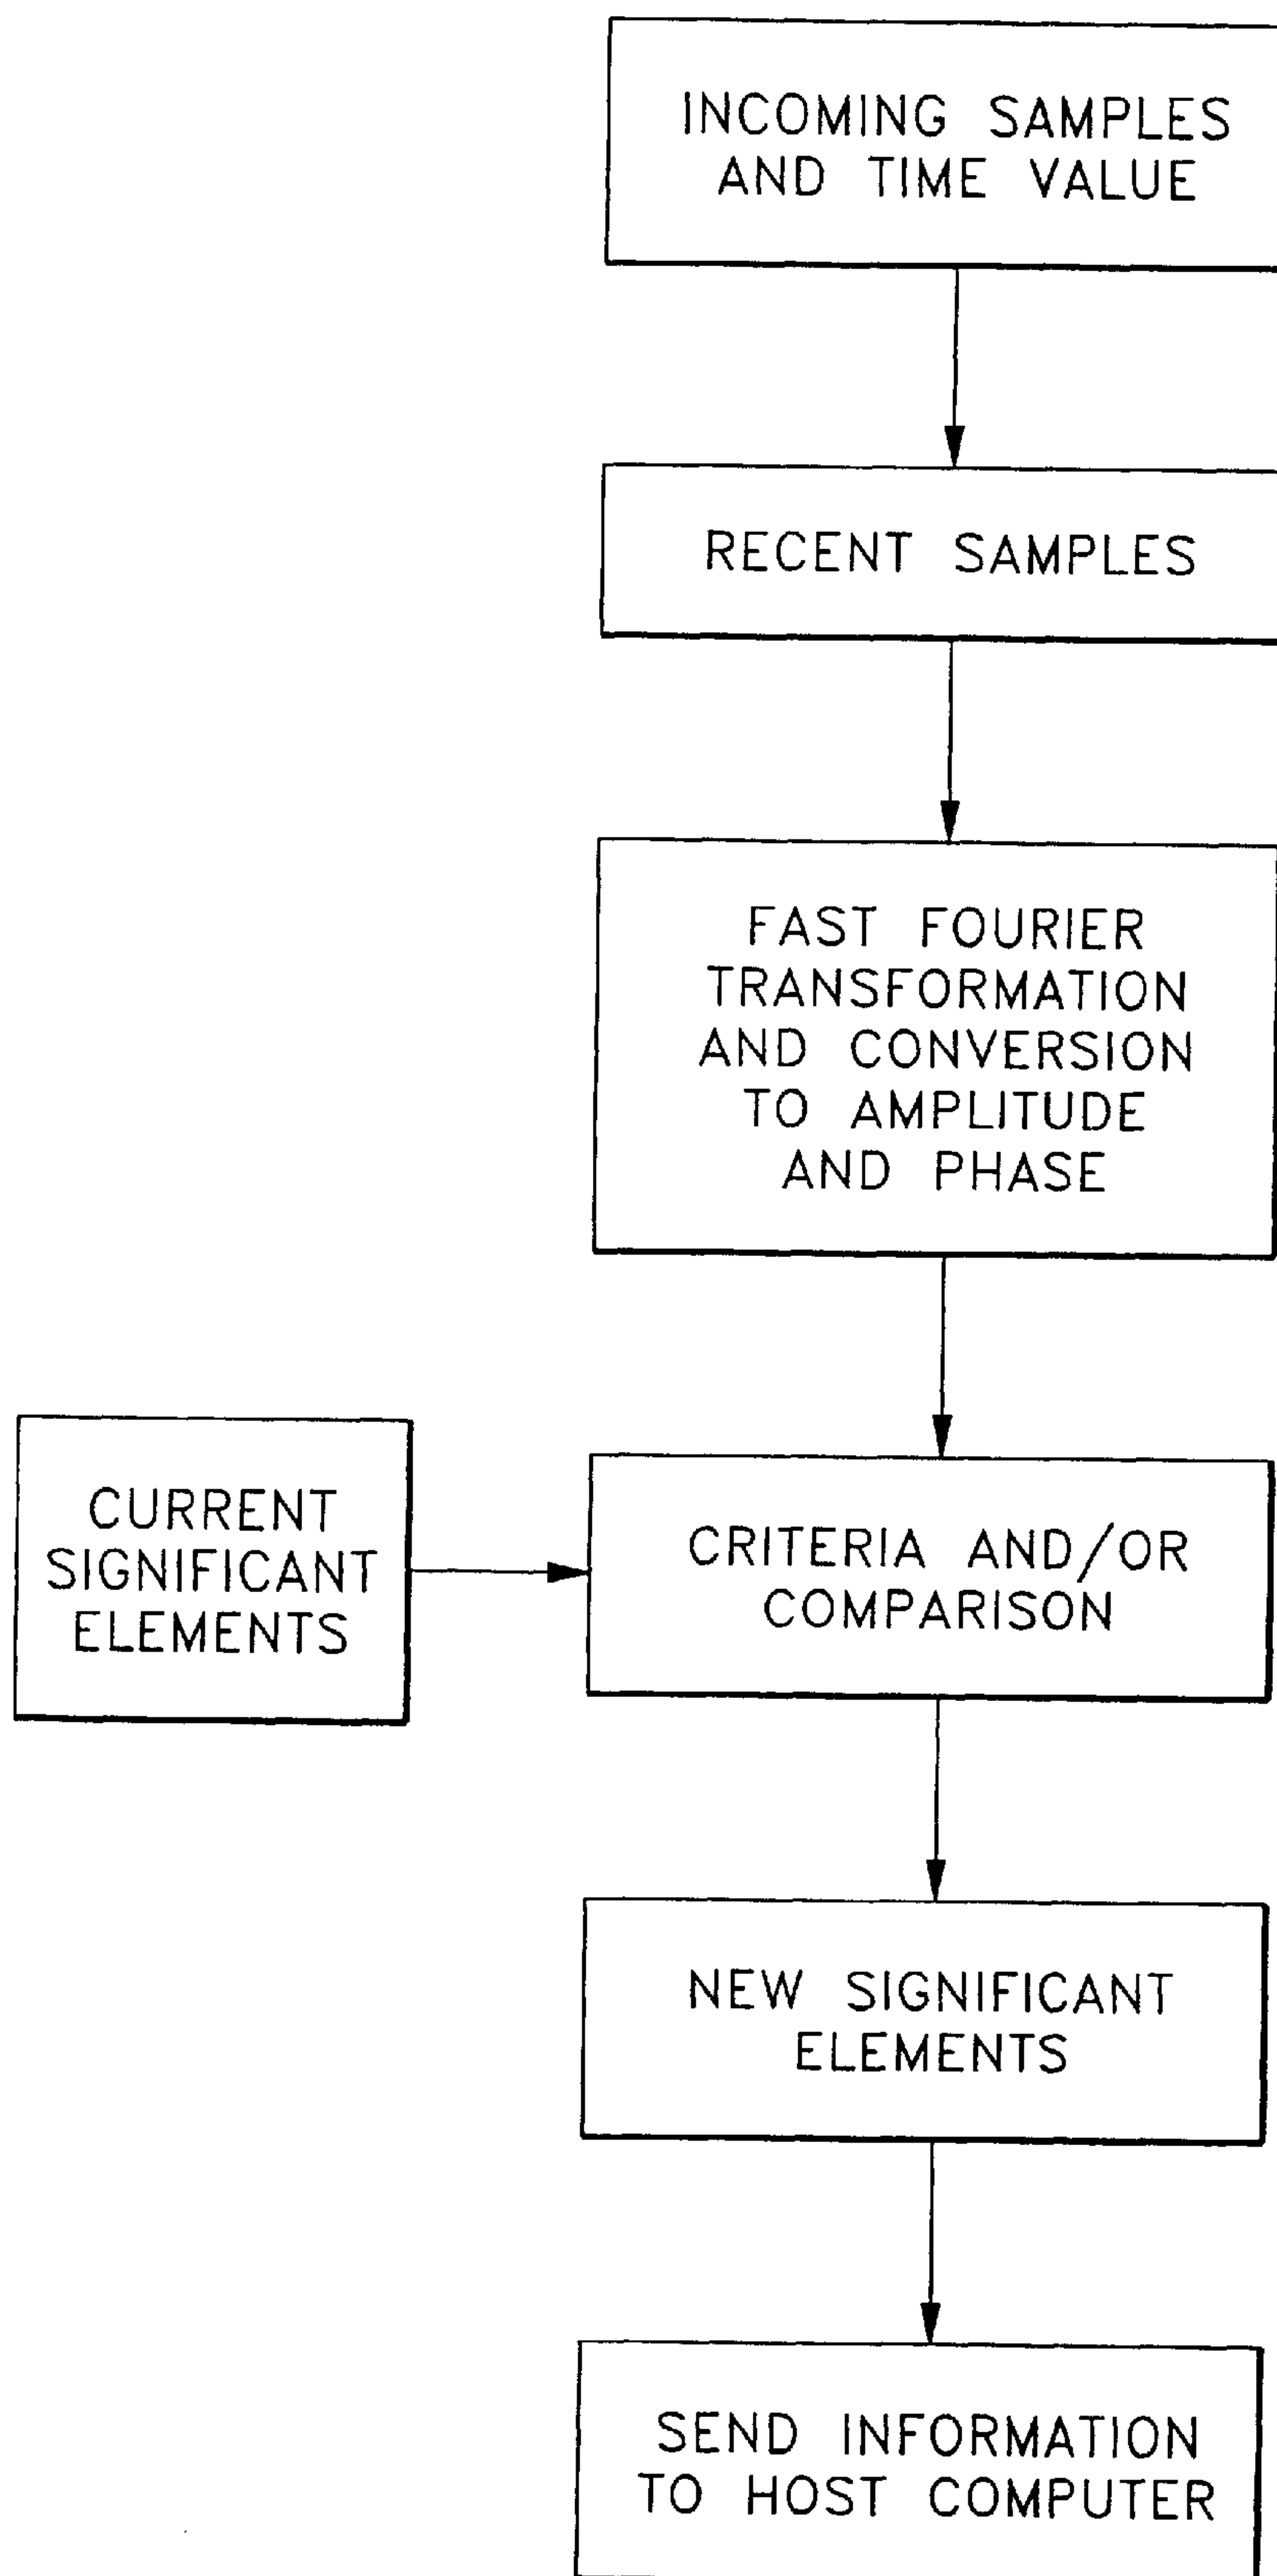 INCOMING SAMPLES
AND TIME VALUE
RECENT SAMPLES
FAST FOURIER
TRANSFORMATION
AND CONVERSION
TO AMPLITUDE
AND PHASE
CURRENT
SIGNIFICANT
ELEMENTS
CRITERIA AND/OR
COMPARISON
NEW SIGNIFICANT
ELEMENTS
SEND INFORMATION
TO HOST COMPUTER